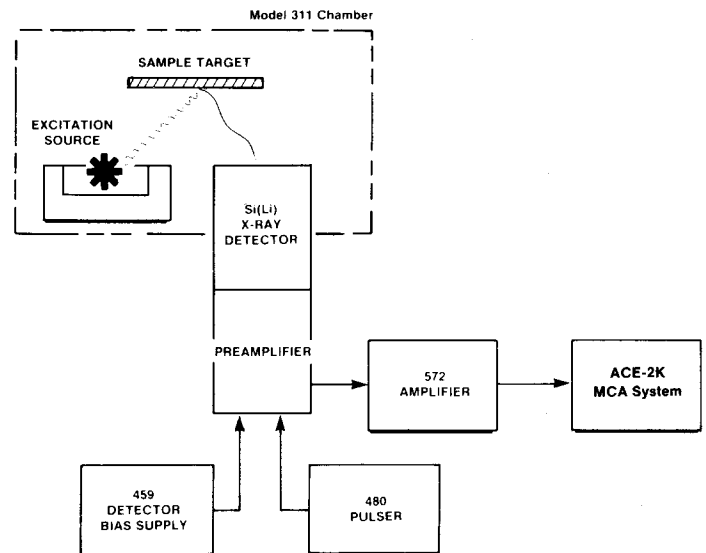 Model 311 Chamber
SAMPLE TARGET
EXCITATION
SOURCE
Si(Li)
X-RAY
DETECTOR
PREAMPLIFIER
572
AMPLIFIER
ACE-2K
MCA System
459
DETECTOR
BIAS SUPPLY
480
PULSER